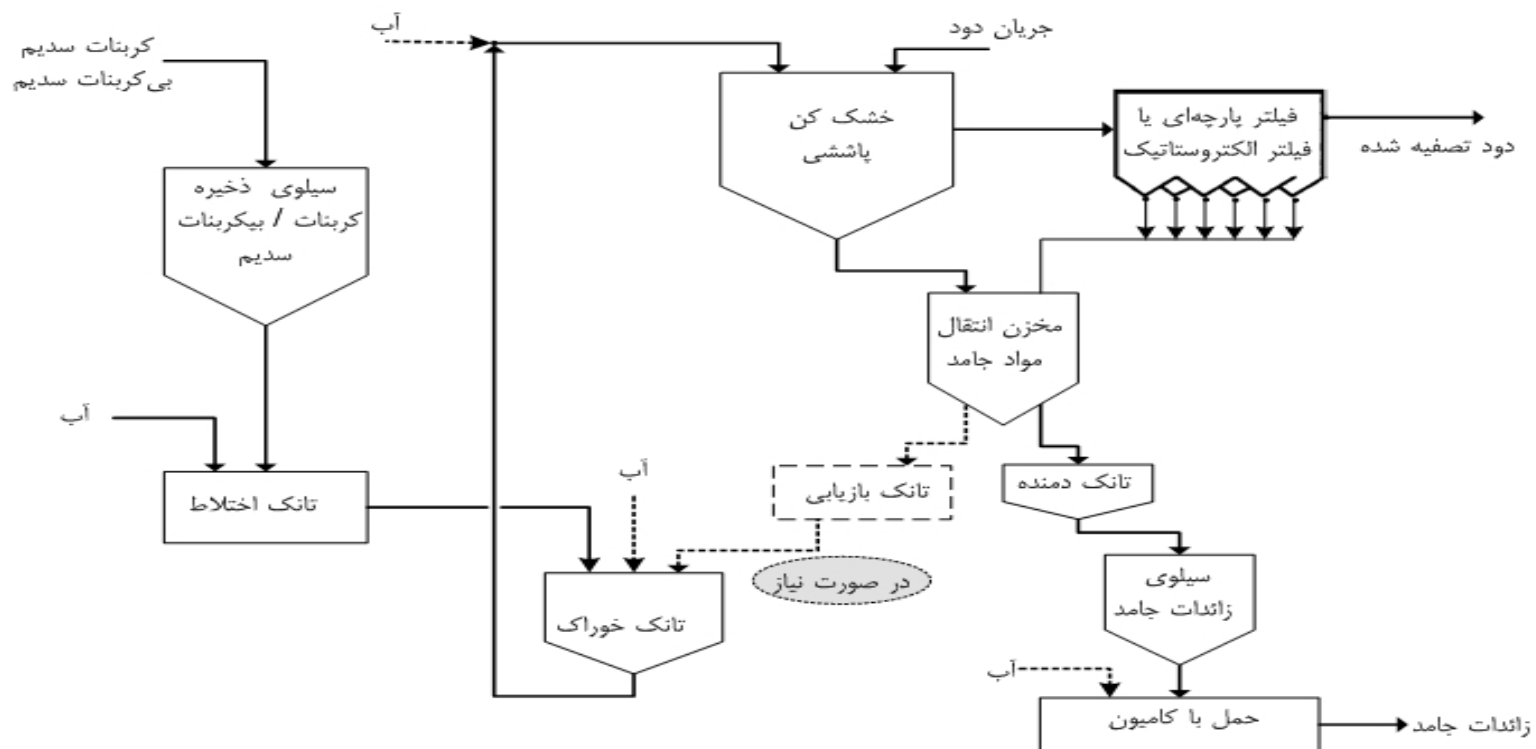 آب
جریان دود
کربنات سدیم
بی‌کربنات سدیم
خشک کن
پاششی
فیلتر پارچه‌ای یا
فیلتر الکتروستاتیک
دود تصفیه شده
سیلوی ذخیره
کربنات / بیکربنات
سدیم
مخزن انتقال
مواد جامد
آب
تانک اختلاط
آب
تانک بازیابی
تانک دمنده
در صورت نیاز
سیلوی
زائدات جامد
تانک خوراک
آب
حمل با کامیون
زائدات جامد